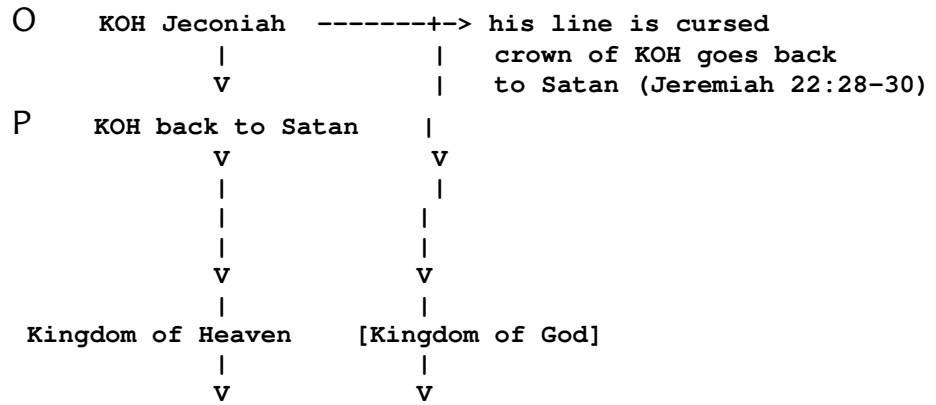 O KOH Jeconiah -------+-> his line is cursed
| | crown of KOH goes back
V | to Satan (Jeremiah 22:28-30)
P KOH back to Satan |
V V
| |
| |
| |
V V
| |
Kingdom of Heaven [Kingdom of God]
| |
V V